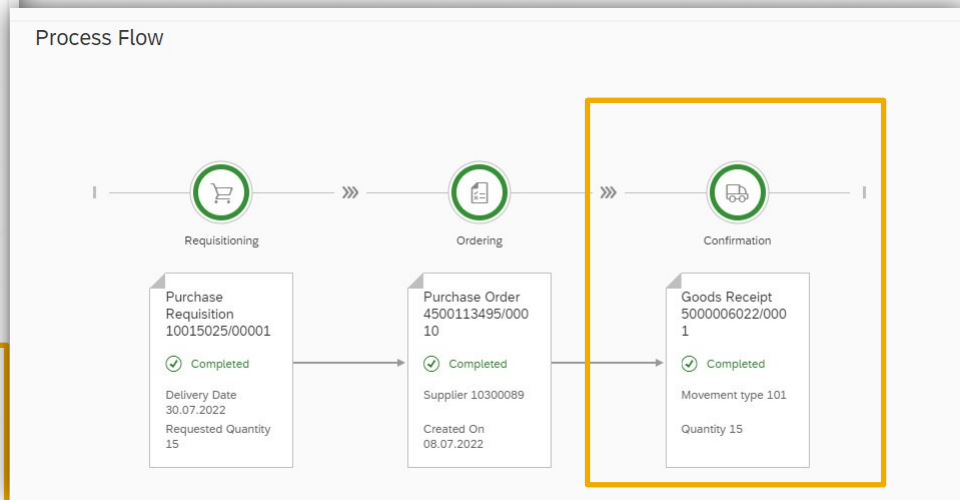 Process Flow
Requisitioning
Ordering
Confirmation
Purchase
Requisition
10015025/00001
Completed
Delivery Date
30.07.2022
Requested Quantity
15
Purchase Order
4500113495/000
10
Completed
Supplier 10300089
Created On
08.07.2022
Goods Receipt
5000006022/000
1
Completed
Movement type 101
Quantity 15